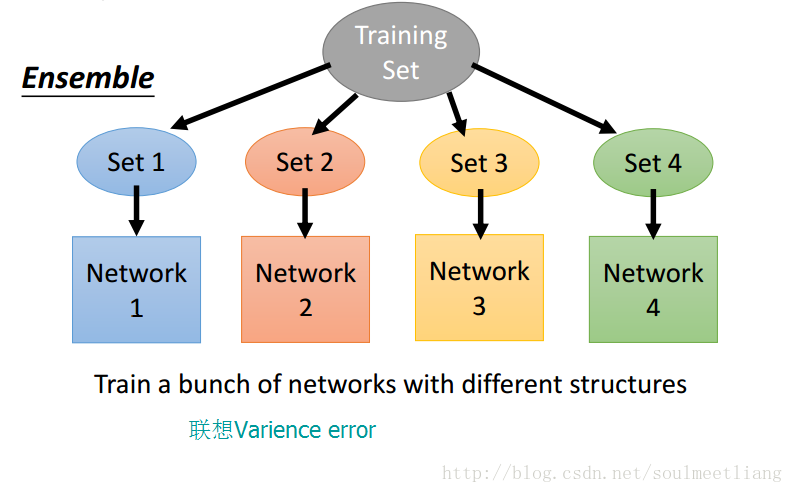 Training
Set
Ensemble
Set 1
Set 2
Set 3
Set 4
Network
1
Network
2
Network
3
Network
4
Train a bunch of networks with different structures
联想Varience error
http://blog.csdn.net/soulmeetliang